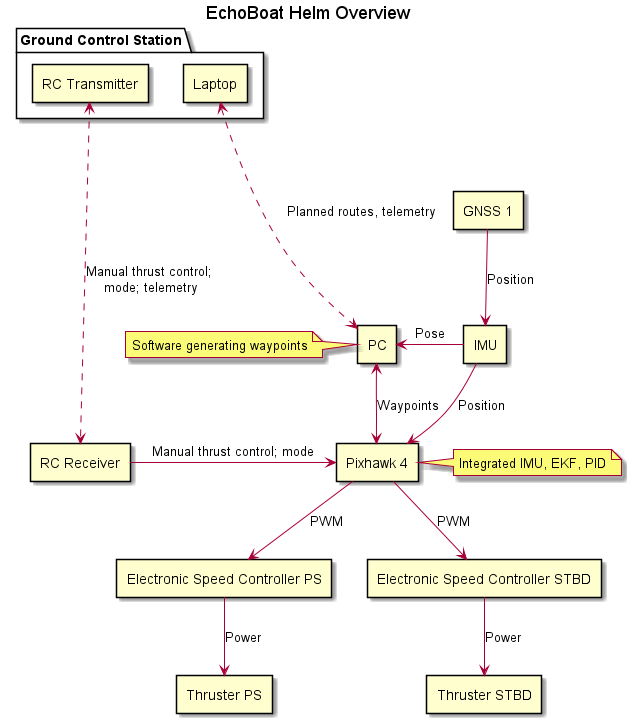 EchoBoat Helm Overview
Ground Control Station
RC Transmitter
Laptop
Planned routes, telemetry
GNSS 1
Manual thrust control;
mode; telemetry
Position
Software generating waypoints
PC
Pose
IMU
Waypoints
Position
RC Receiver
Manual thrust control; mode
Pixhawk 4
Integrated IMU, EKF, PID
PWM
PWM
Electronic Speed Controller PS
Electronic Speed Controller STBD
Power
Power
Thruster PS
Thruster STBD